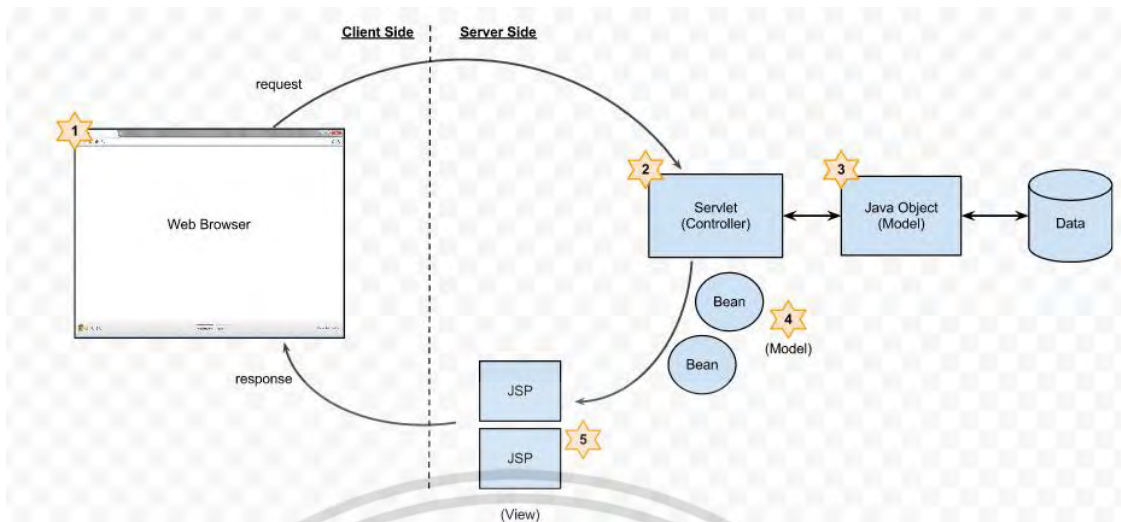 Client Side
Server Side
request
1
Web Browser
2
Servlet
(Controller)
3
Java Object
(Model)
Data
Bean
4
(Model)
Bean
response
JSP
5
JSP
(View)